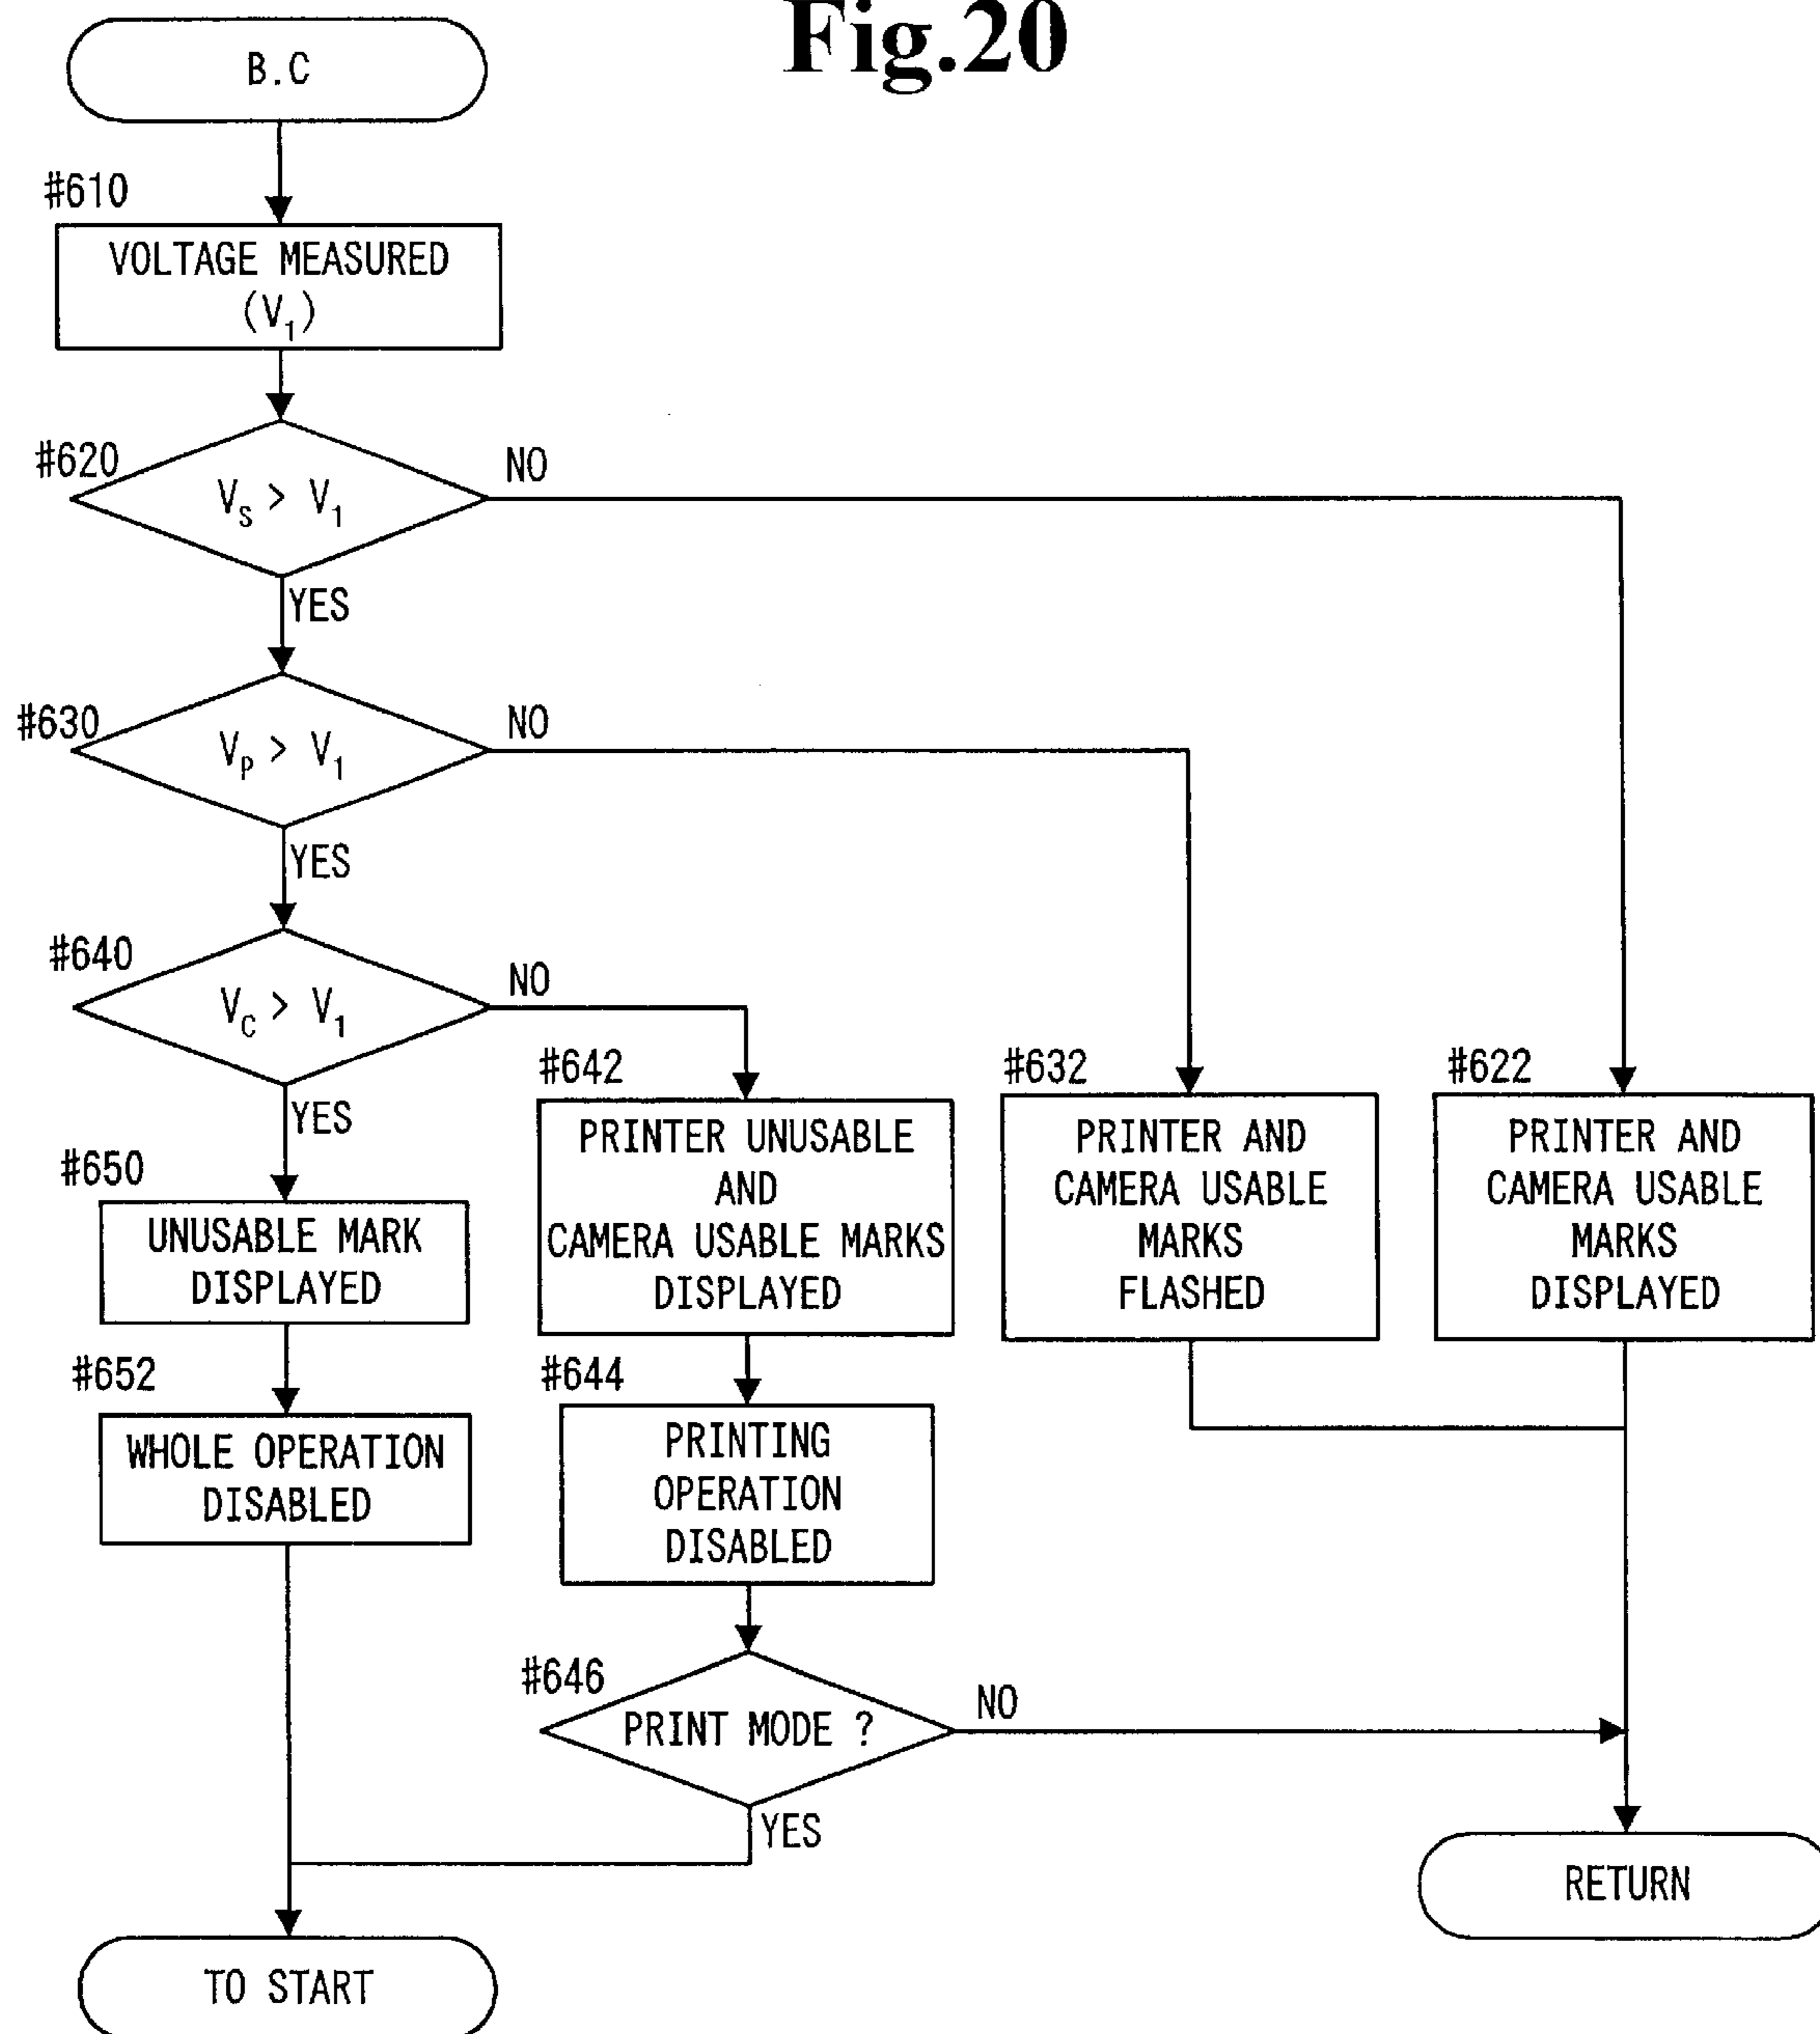 Fig.20
B.C
#610
VOLTAGE MEASURED
(V₁)
#620
Vₛ > V₁
NO
YES
#630
Vₚ > V₁
NO
YES
#640
V_C > V₁
NO
YES
#642
PRINTER UNUSABLE
AND
CAMERA USABLE MARKS
DISPLAYED
#632
PRINTER AND
CAMERA USABLE
MARKS
FLASHED
#622
PRINTER AND
CAMERA USABLE
MARKS
DISPLAYED
#650
UNUSABLE MARK
DISPLAYED
#652
WHOLE OPERATION
DISABLED
#644
PRINTING
OPERATION
DISABLED
#646
PRINT MODE ?
NO
YES
RETURN
TO START